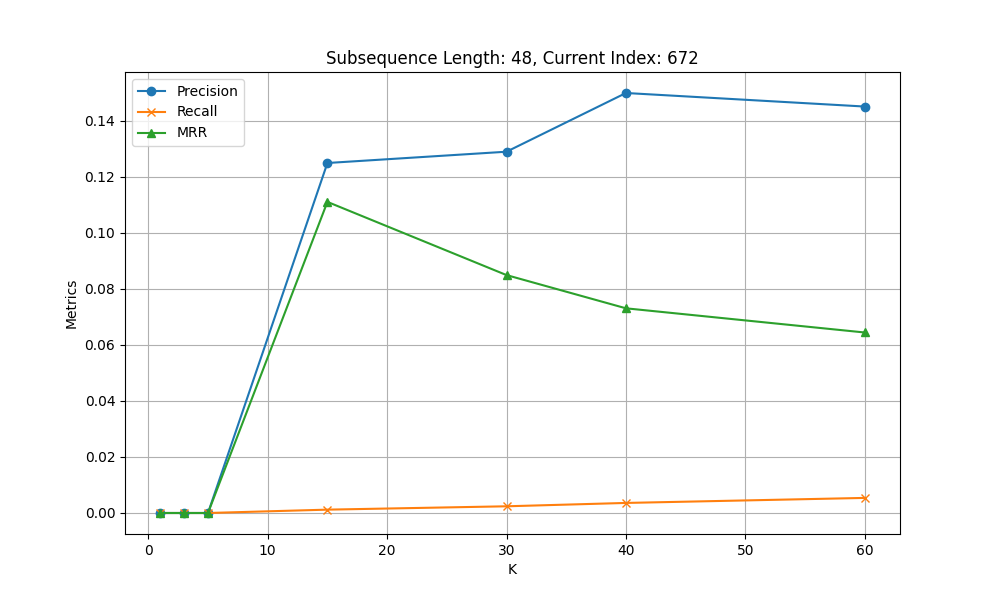 Subsequence Length: 48, Current Index: 672
Precision
Recall
MRR
Metrics
0.14
0.12
0.10
0.08
0.06
0.04
0.02
0.00
0 10 20 30 40 50 60
K